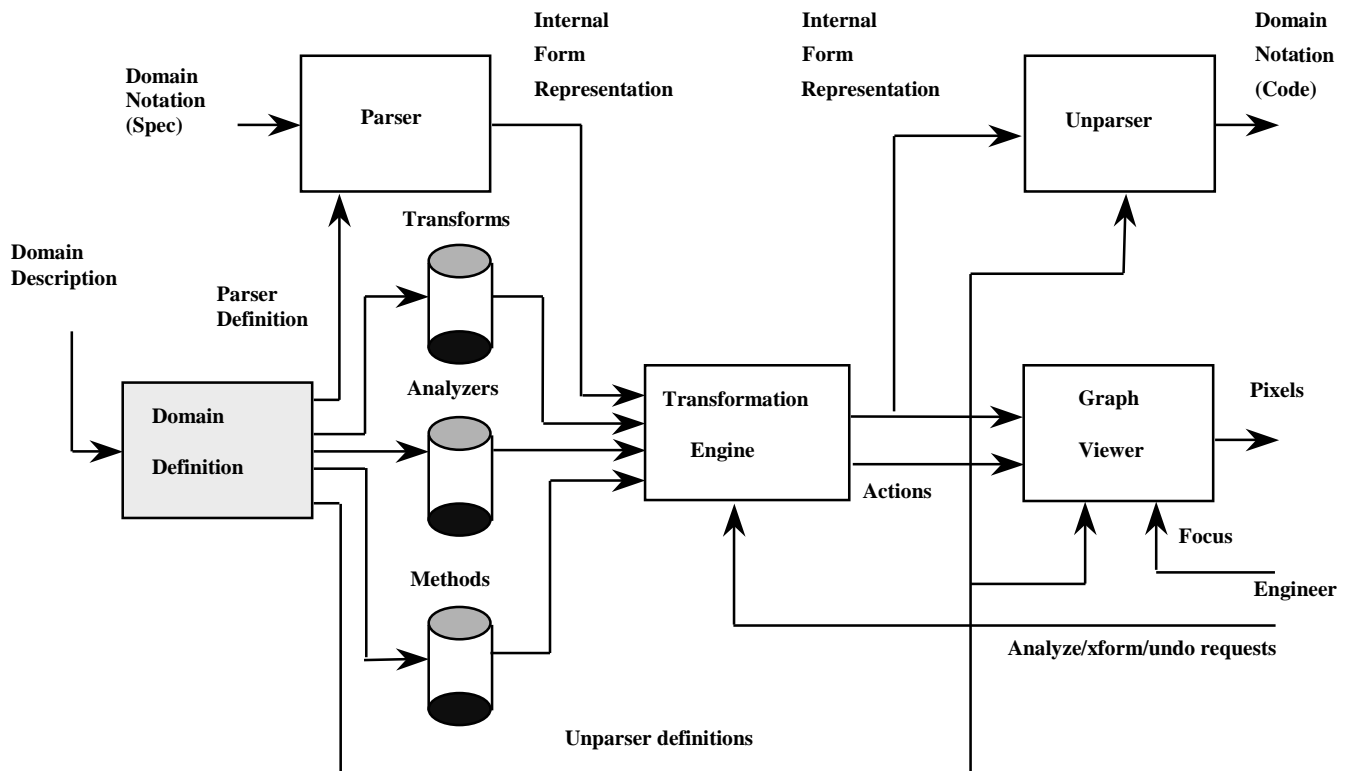 Internal
Form
Representation
Internal
Form
Representation
Domain
Notation
(Code)
Domain
Notation
(Spec)
Parser
Unparser
Transforms
Domain
Description
Parser
Definition
Analyzers
Domain
Definition
Transformation
Engine
Graph
Viewer
Pixels
Actions
Focus
Methods
Engineer
Analyze/xform/undo requests
Unparser definitions